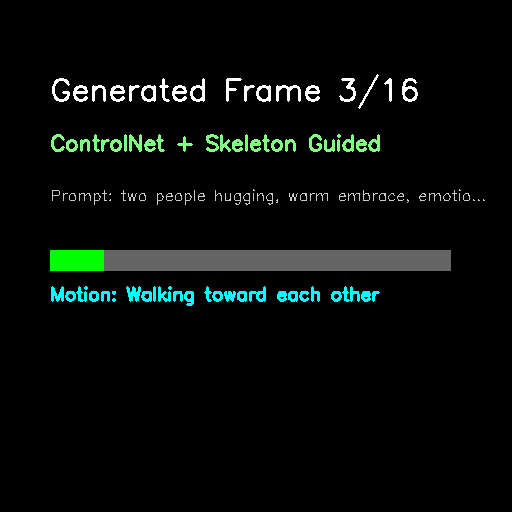 Generated Frame 3/16
ControlNet + Skeleton Guided
Prompt: two people hugging, warm embrace, emotio...
Motion: Walking toward each other